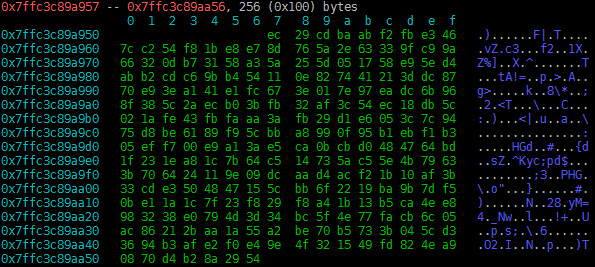 0x7ffc3c89a957 -- 0x7ffc3c89aa56, 256 (0x100) bytes
0 1 2 3 4 5 6 7 8 9 a b c d e f
0x7ffc3c89a950 ec 29 cd ba ab f2 fb e3 46 .)......F|.T....
0x7ffc3c89a960 7c c2 54 f8 1b e8 e7 8d 76 5a 2e 63 33 9f c9 9a .vZ.c3...f2..1X.
0x7ffc3c89a970 66 32 0d b7 31 58 a3 5a 25 5d 05 17 58 e9 5e d4 Z%]..X.^.......T
0x7ffc3c89a980 ab b2 cd c6 9b b4 54 11 0e 82 74 41 21 3d dc 87 ...tA!=..p.>.A..
0x7ffc3c89a990 70 e9 3e a1 41 e1 fc 67 3e 01 7e 97 ea dc 6b 96 g>.~...k..8\*..;
0x7ffc3c89a9a0 8f 38 5c 2a ec b0 3b fb 32 af 3c 54 ec 18 db 5c .2.<T...\...C...
0x7ffc3c89a9b0 02 1a fe 43 fb fa aa 3a fb 29 d1 e6 05 3c 7c 94 :.)...<|.u..a..\
0x7ffc3c89a9c0 75 d8 be 61 89 f9 5c bb a8 99 0f 95 b1 eb f1 b3 ...............:
0x7ffc3c89a9d0 05 ef f7 00 e9 a1 3a e5 ca 0b cb d0 48 47 64 bd .....HGd..#...{d
0x7ffc3c89a9e0 1f 23 1e a8 1c 7b 64 c5 14 73 5a c5 5e 4b 79 63 ..sZ.^Kyc;pd$...
0x7ffc3c89a9f0 3b 70 64 24 11 9e 09 dc aa d4 ac f2 1b 10 af 3b ........;3..PHG.
0x7ffc3c89aa00 33 cd e3 50 48 47 15 5c bb 6f 22 19 ba 9b 7d f5 \.o"...}......#.
0x7ffc3c89aa10 0b e1 1a 1c 7f 23 f8 29 f8 a4 1b 13 b5 ca 4e e8 )......N..28.yM=
0x7ffc3c89aa20 98 32 38 e0 79 4d 3d 34 bc 5f 4e 77 fa cb 6c 05 4._Nw..l...!+..U
0x7ffc3c89aa30 ac 86 21 2b aa 1a 55 a2 be 70 b5 73 3b 04 5c d3 ..p.s;.\.6......
0x7ffc3c89aa40 36 94 b3 af e2 f0 e4 9e 4f 32 15 49 fd 82 4e a9 .O2.I..N..p...)T
0x7ffc3c89aa50 08 70 d4 b2 8a 29 54